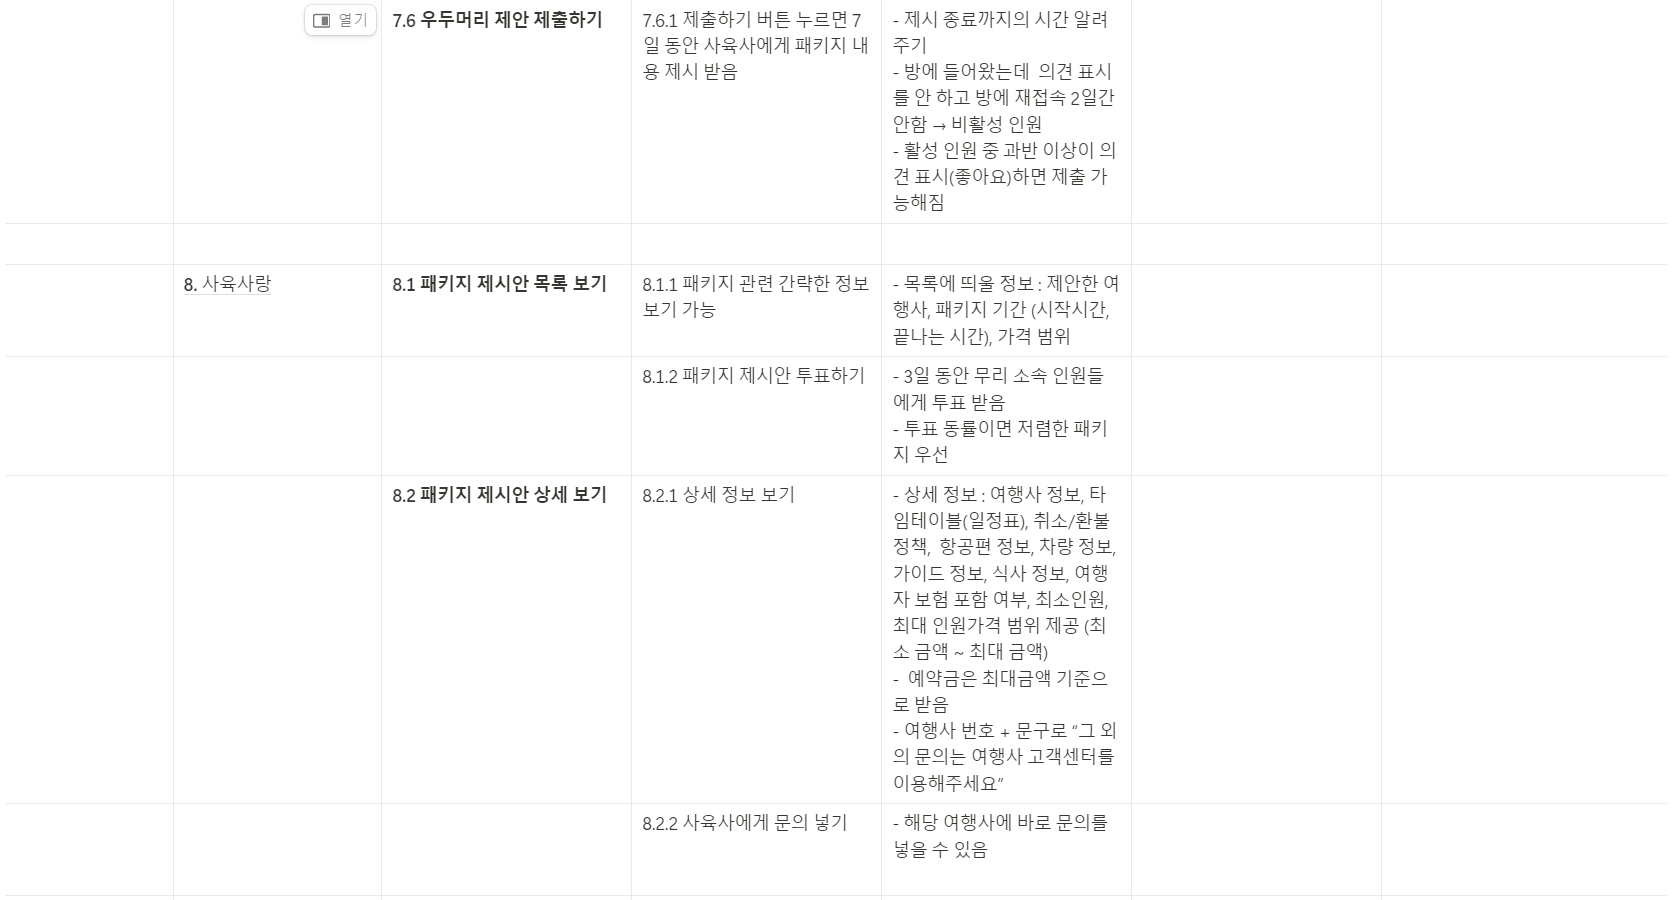 열기
7.6 우두머리 제안 제출하기
7.6.1 제출하기 버튼 누르면 7
일 동안 사육사에게 패키지 내
용 제시 받음
- 제시 종료까지의 시간 알려
주기
- 방에 들어왔는데  의견 표시
를 안 하고 방에 재접속 2일간
안함 → 비활성 인원
- 활성 인원 중 과반 이상이 의
견 표시(좋아요)하면 제출 가
능해짐
8. 사육사랑
8.1 패키지 제시안 목록 보기
8.1.1 패키지 관련 간략한 정보
보기 가능
- 목록에 띄울 정보 : 제안한 여
행사, 패키지 기간 (시작시간,
끝나는 시간), 가격 범위
8.1.2 패키지 제시안 투표하기
- 3일 동안 무리 소속 인원들
에게 투표 받음
- 투표 동률이면 저렴한 패키
지 우선
8.2 패키지 제시안 상세 보기
8.2.1 상세 정보 보기
- 상세 정보 : 여행사 정보, 타
임테이블(일정표), 취소/환불
정책,  항공편 정보, 차량 정보,
가이드 정보, 식사 정보, 여행
자 보험 포함 여부, 최소인원,
최대 인원가격 범위 제공 (최
소 금액 ~ 최대 금액)
-  예약금은 최대금액 기준으
로 받음
- 여행사 번호 + 문구로 “그 외
의 문의는 여행사 고객센터를
이용해주세요”
8.2.2 사육사에게 문의 넣기
- 해당 여행사에 바로 문의를
넣을 수 있음